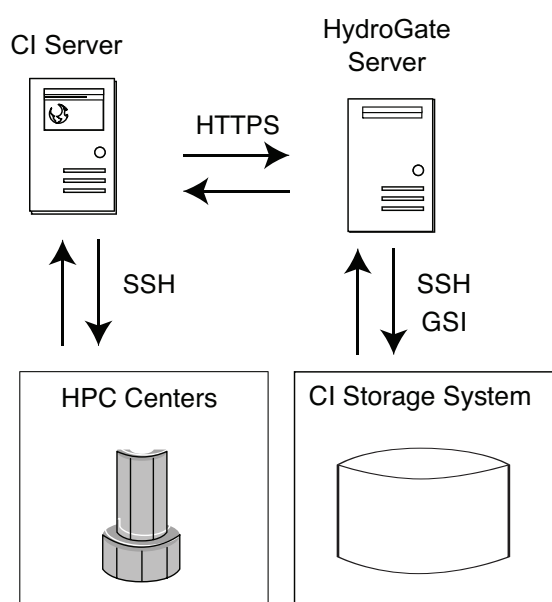 CI Server
HydroGate
Server
HTTPS
SSH
SSH
GSI
HPC Centers
CI Storage System